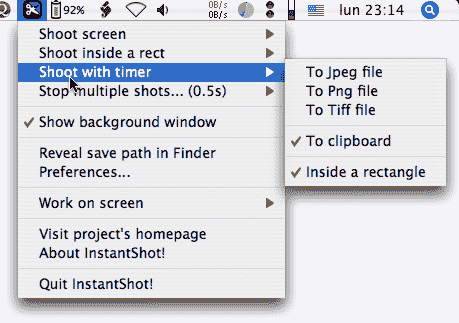 92% 0B/s 0B/s lun 23:14
Shoot screen
Shoot inside a rect
Shoot with timer
Stop multiple shots... (0.5s)
Show background window
Reveal save path in Finder
Preferences...
Work on screen
Visit project's homepage
About InstantShot!
Quit InstantShot!
To Jpeg file
To Png file
To Tiff file
To clipboard
Inside a rectangle